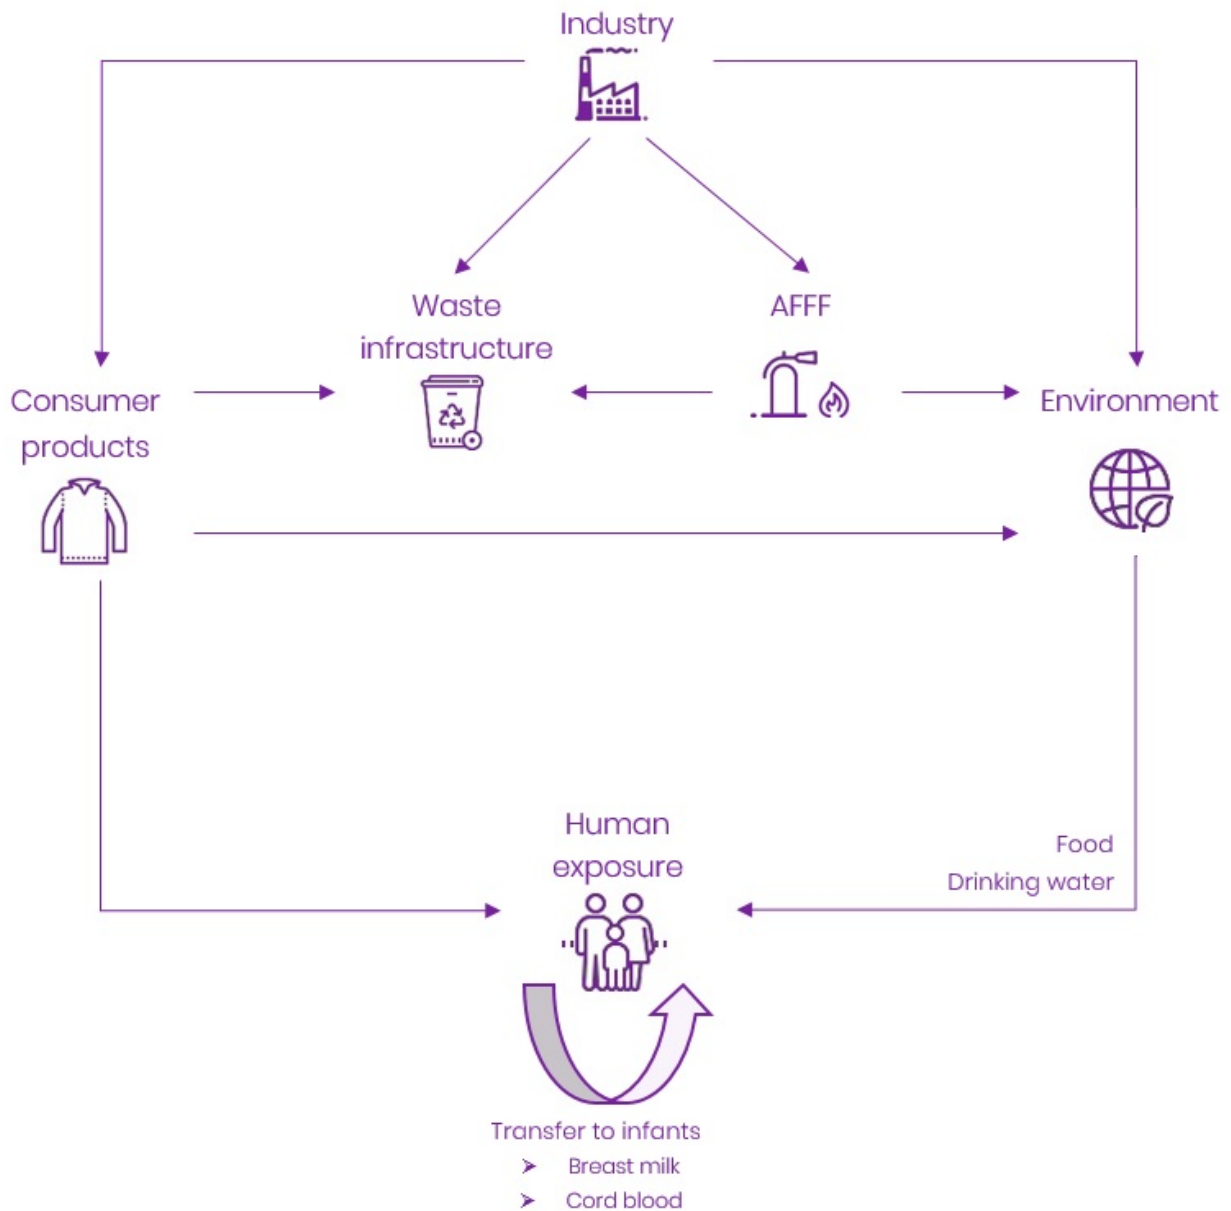 Industry
Waste
infrastructure
AFFF
Consumer
products
Environment
Human
exposure
Food
Drinking water
Transfer to infants
➢ Breast milk
➢ Cord blood